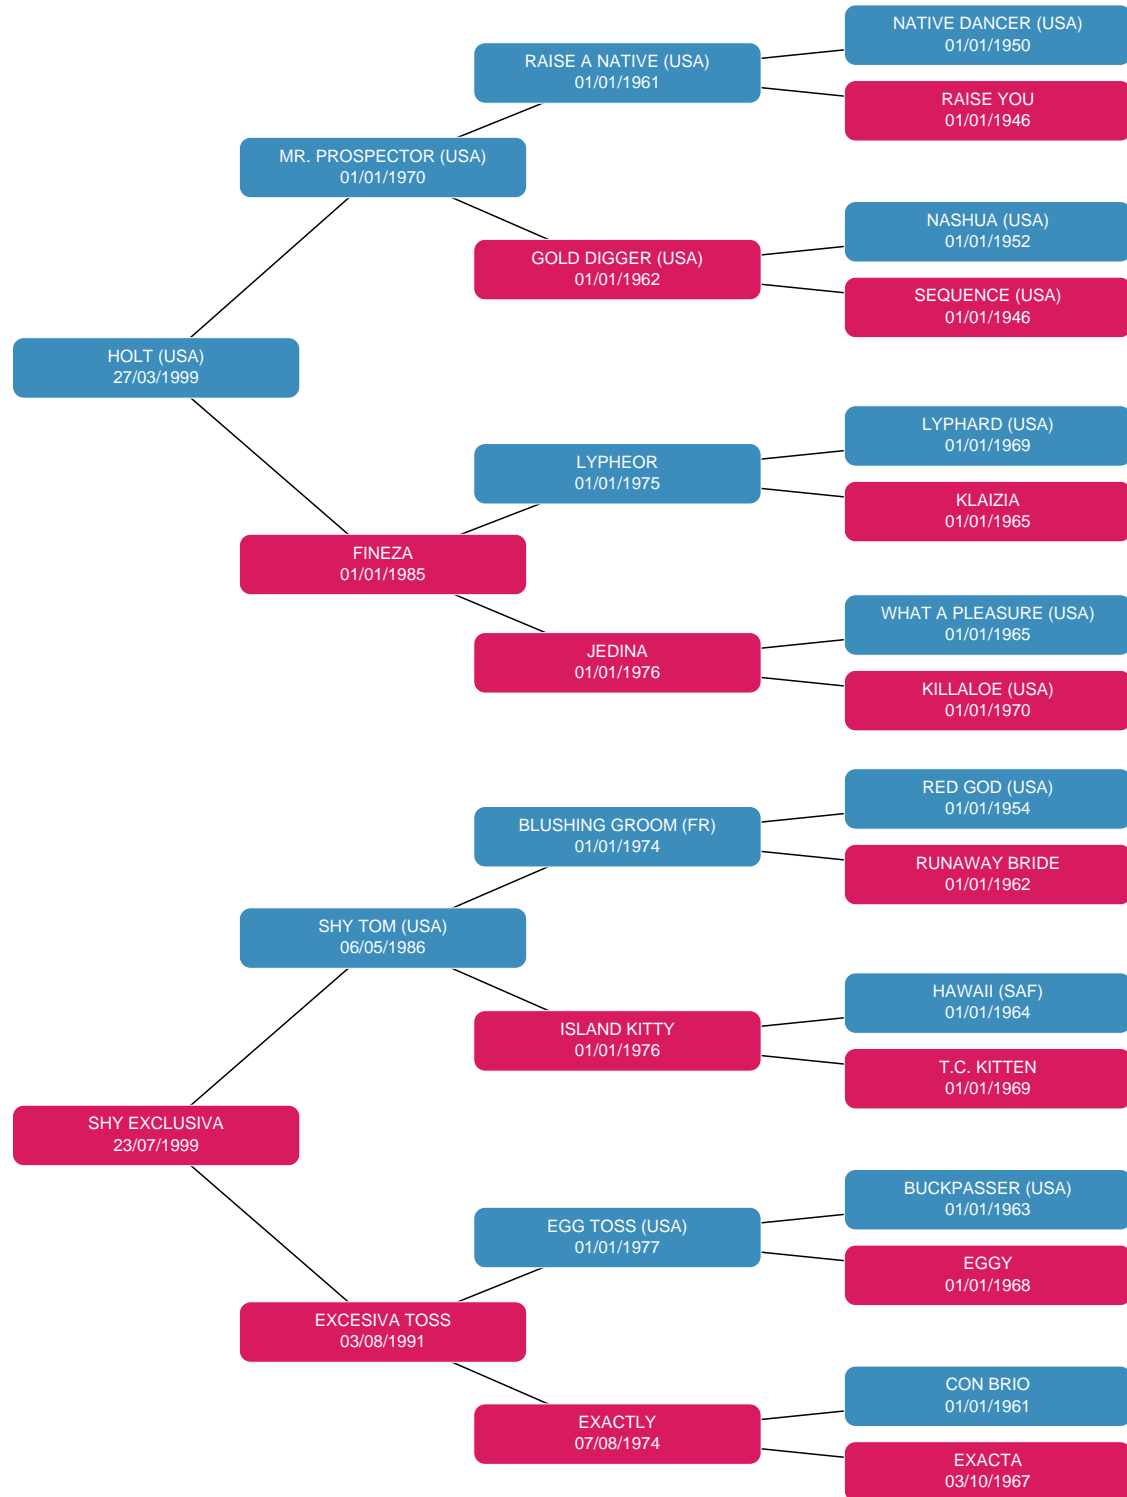 NATIVE DANCER (USA)
01/01/1950
RAISE A NATIVE (USA)
01/01/1961
RAISE YOU
01/01/1946
MR. PROSPECTOR (USA)
01/01/1970
NASHUA (USA)
01/01/1952
GOLD DIGGER (USA)
01/01/1962
SEQUENCE (USA)
01/01/1946
HOLT (USA)
27/03/1999
LYPHARD (USA)
01/01/1969
LYPHEOR
01/01/1975
KLAIZIA
01/01/1965
FINEZA
01/01/1985
WHAT A PLEASURE (USA)
01/01/1965
JEDINA
01/01/1976
KILLALOE (USA)
01/01/1970
RED GOD (USA)
01/01/1954
BLUSHING GROOM (FR)
01/01/1974
RUNAWAY BRIDE
01/01/1962
SHY TOM (USA)
06/05/1986
HAWAII (SAF)
01/01/1964
ISLAND KITTY
01/01/1976
T.C. KITTEN
01/01/1969
SHY EXCLUSIVA
23/07/1999
BUCKPASSER (USA)
01/01/1963
EGG TOSS (USA)
01/01/1977
EGGY
01/01/1968
EXCESIVA TOSS
03/08/1991
CON BRIO
01/01/1961
EXACTLY
07/08/1974
EXACTA
03/10/1967